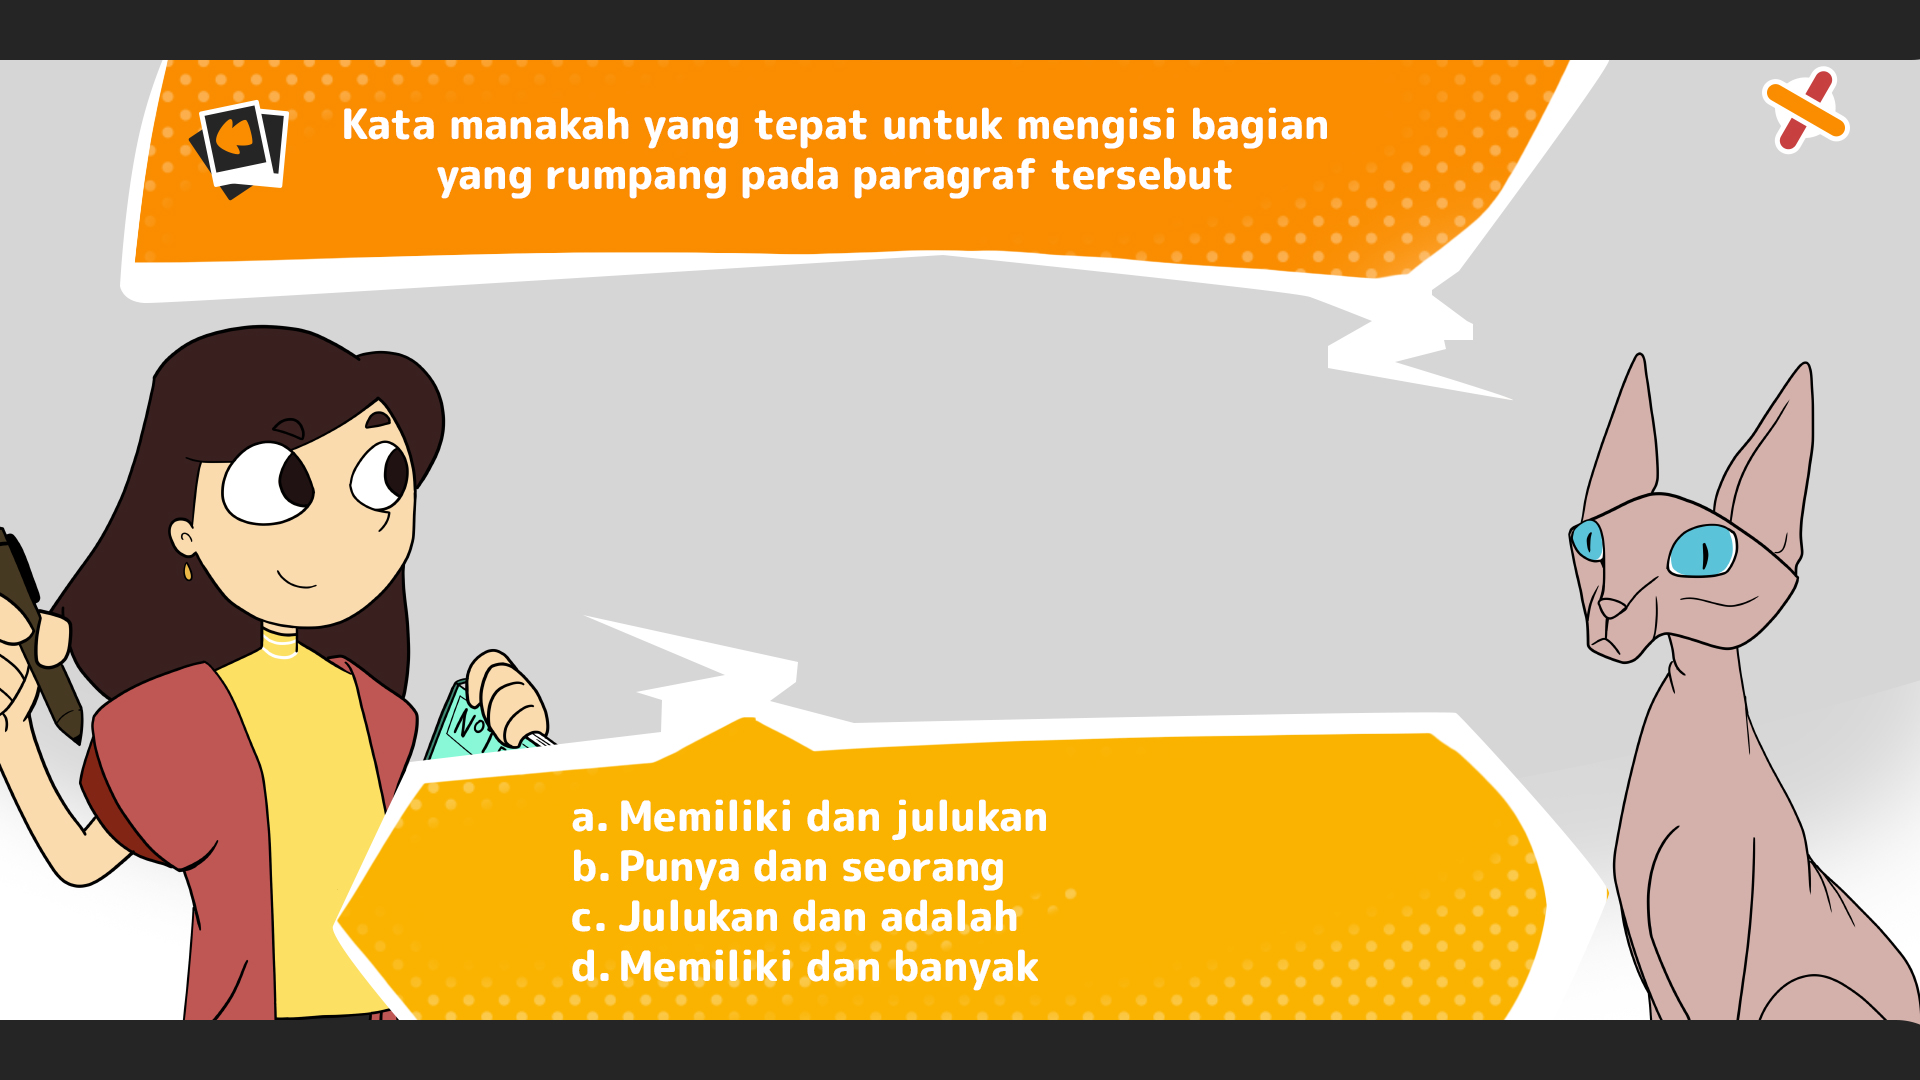 Kata manakah yang tepat untuk mengisi bagian
yang rumpang pada paragraf tersebut
No
a. Memiliki dan julukan
b. Punya dan seorang
c. Julukan dan adalah
d. Memiliki dan banyak